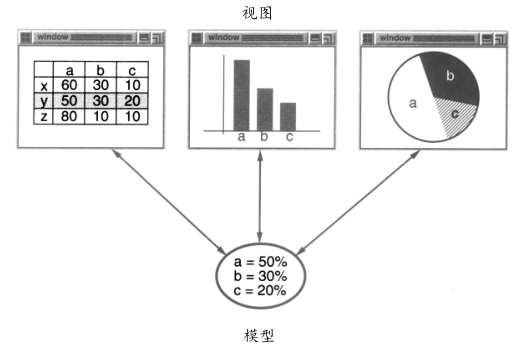 视图
window
window
window
a b c
x 60 30 10
y 50 30 20
z 80 10 10
a b c
a
b
c
a = 50%
b = 30%
c = 20%
模型